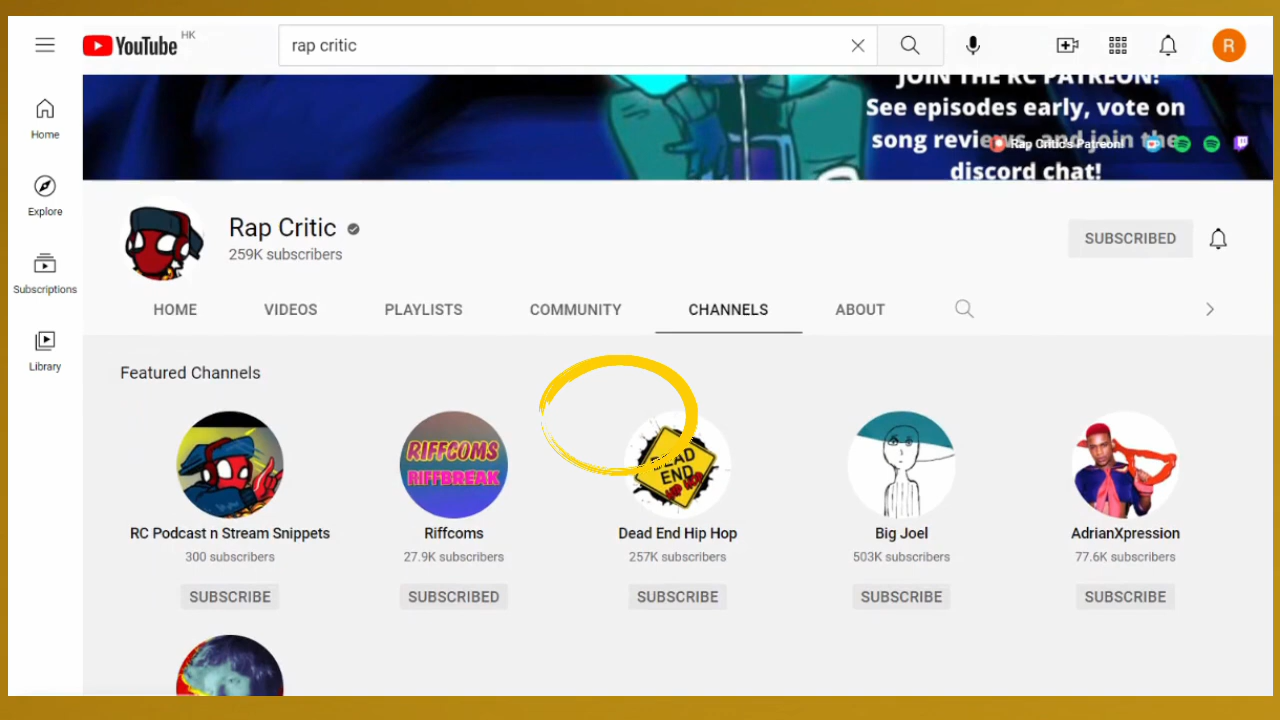 YouTube HK
rap critic
R
JOIN THE RC PATREON!
See episodes early, vote on
song reviews, and join the
Rap Critic's Patreon!
discord chat!
Home
Explore
Subscriptions
Library
Rap Critic
259K subscribers
SUBSCRIBED
HOME VIDEOS PLAYLISTS COMMUNITY CHANNELS ABOUT
Featured Channels
RIFFCOMS
RIFFBREAK
DEAD
END
HIP HOP
RC Podcast n Stream Snippets
300 subscribers
SUBSCRIBE
Riffcoms
27.9K subscribers
SUBSCRIBED
Dead End Hip Hop
257K subscribers
SUBSCRIBE
Big Joel
503K subscribers
SUBSCRIBE
AdrianXpression
77.6K subscribers
SUBSCRIBE